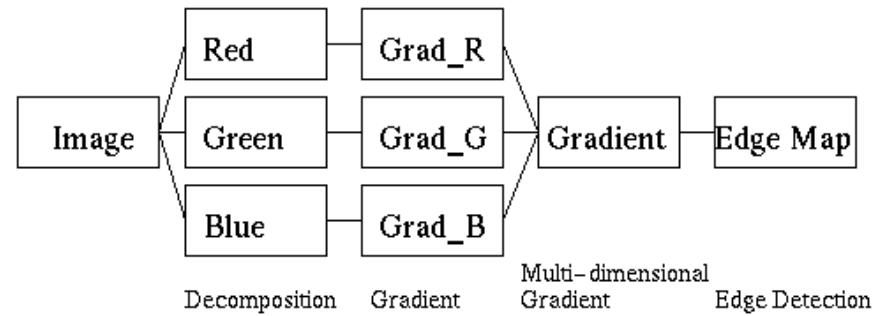 Red
Grad_R
Image
Green
Grad_G
Gradient
Edge Map
Blue
Grad_B
Decomposition
Gradient
Multi-dimensional
Gradient
Edge Detection